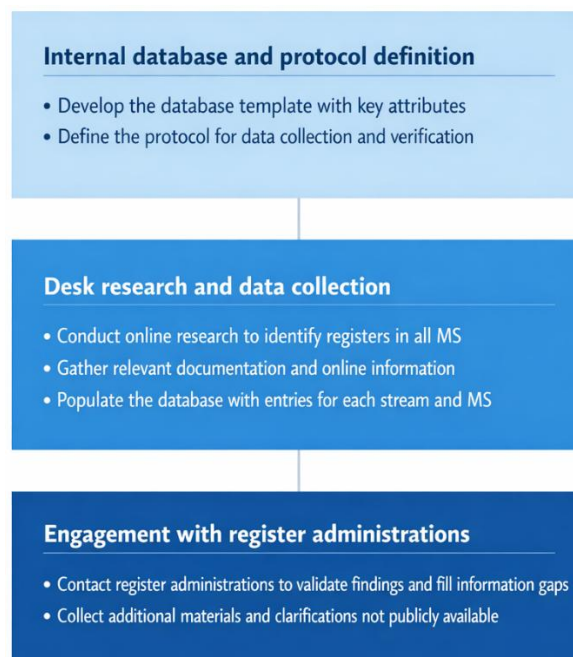 Internal database and protocol definition
• Develop the database template with key attributes
• Define the protocol for data collection and verification
Desk research and data collection
• Conduct online research to identify registers in all MS
• Gather relevant documentation and online information
• Populate the database with entries for each stream and MS
Engagement with register administrations
• Contact register administrations to validate findings and fill information gaps
• Collect additional materials and clarifications not publicly available